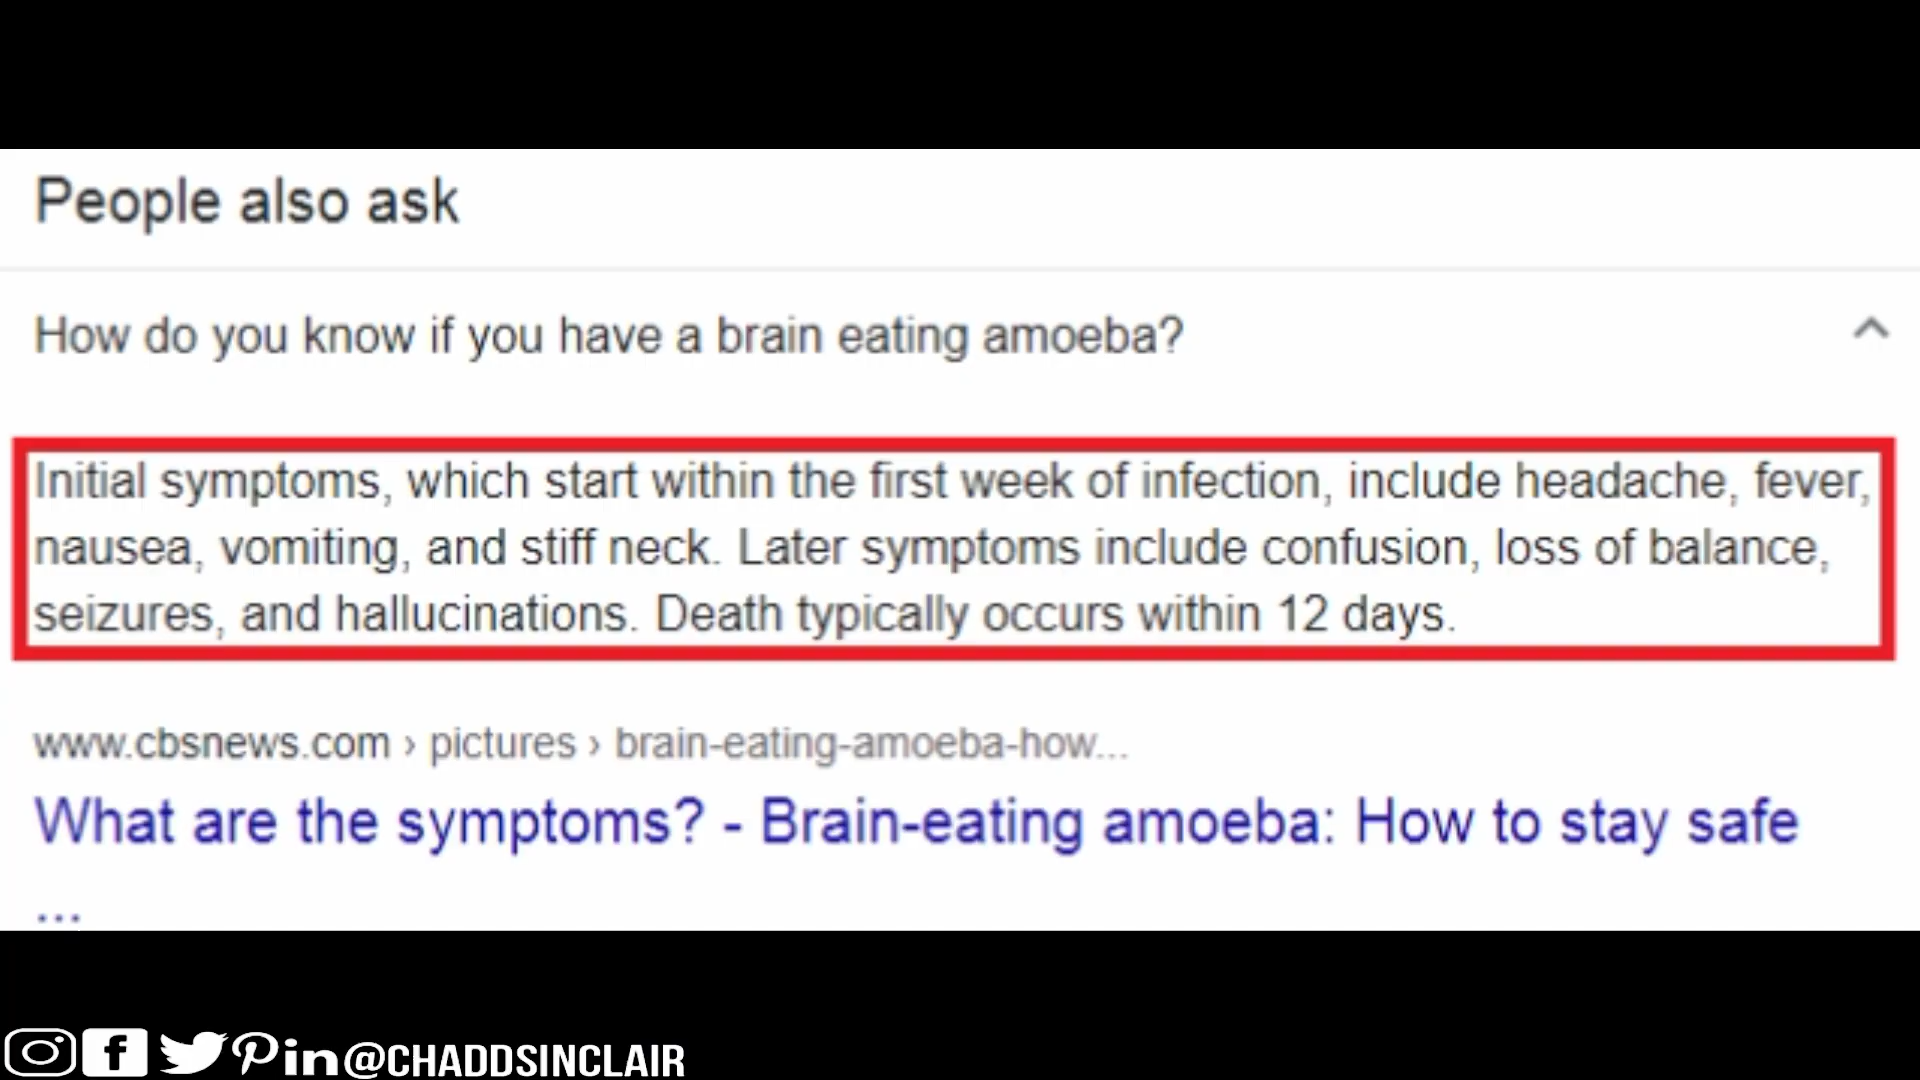 People also ask
How do you know if you have a brain eating amoeba?
Initial symptoms, which start within the first week of infection, include headache, fever,
nausea, vomiting, and stiff neck. Later symptoms include confusion, loss of balance,
seizures, and hallucinations. Death typically occurs within 12 days.
www.cbsnews.com › pictures › brain-eating-amoeba-how...
What are the symptoms? - Brain-eating amoeba: How to stay safe
...
@CHADDSINCLAIR